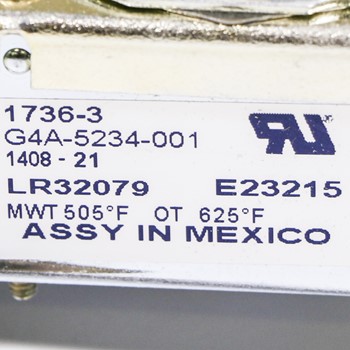 1736-3
G4A-5234-001
1408 - 21
LR32079 E23215
MWT 505°F OT 625°F
ASSY IN MEXICO